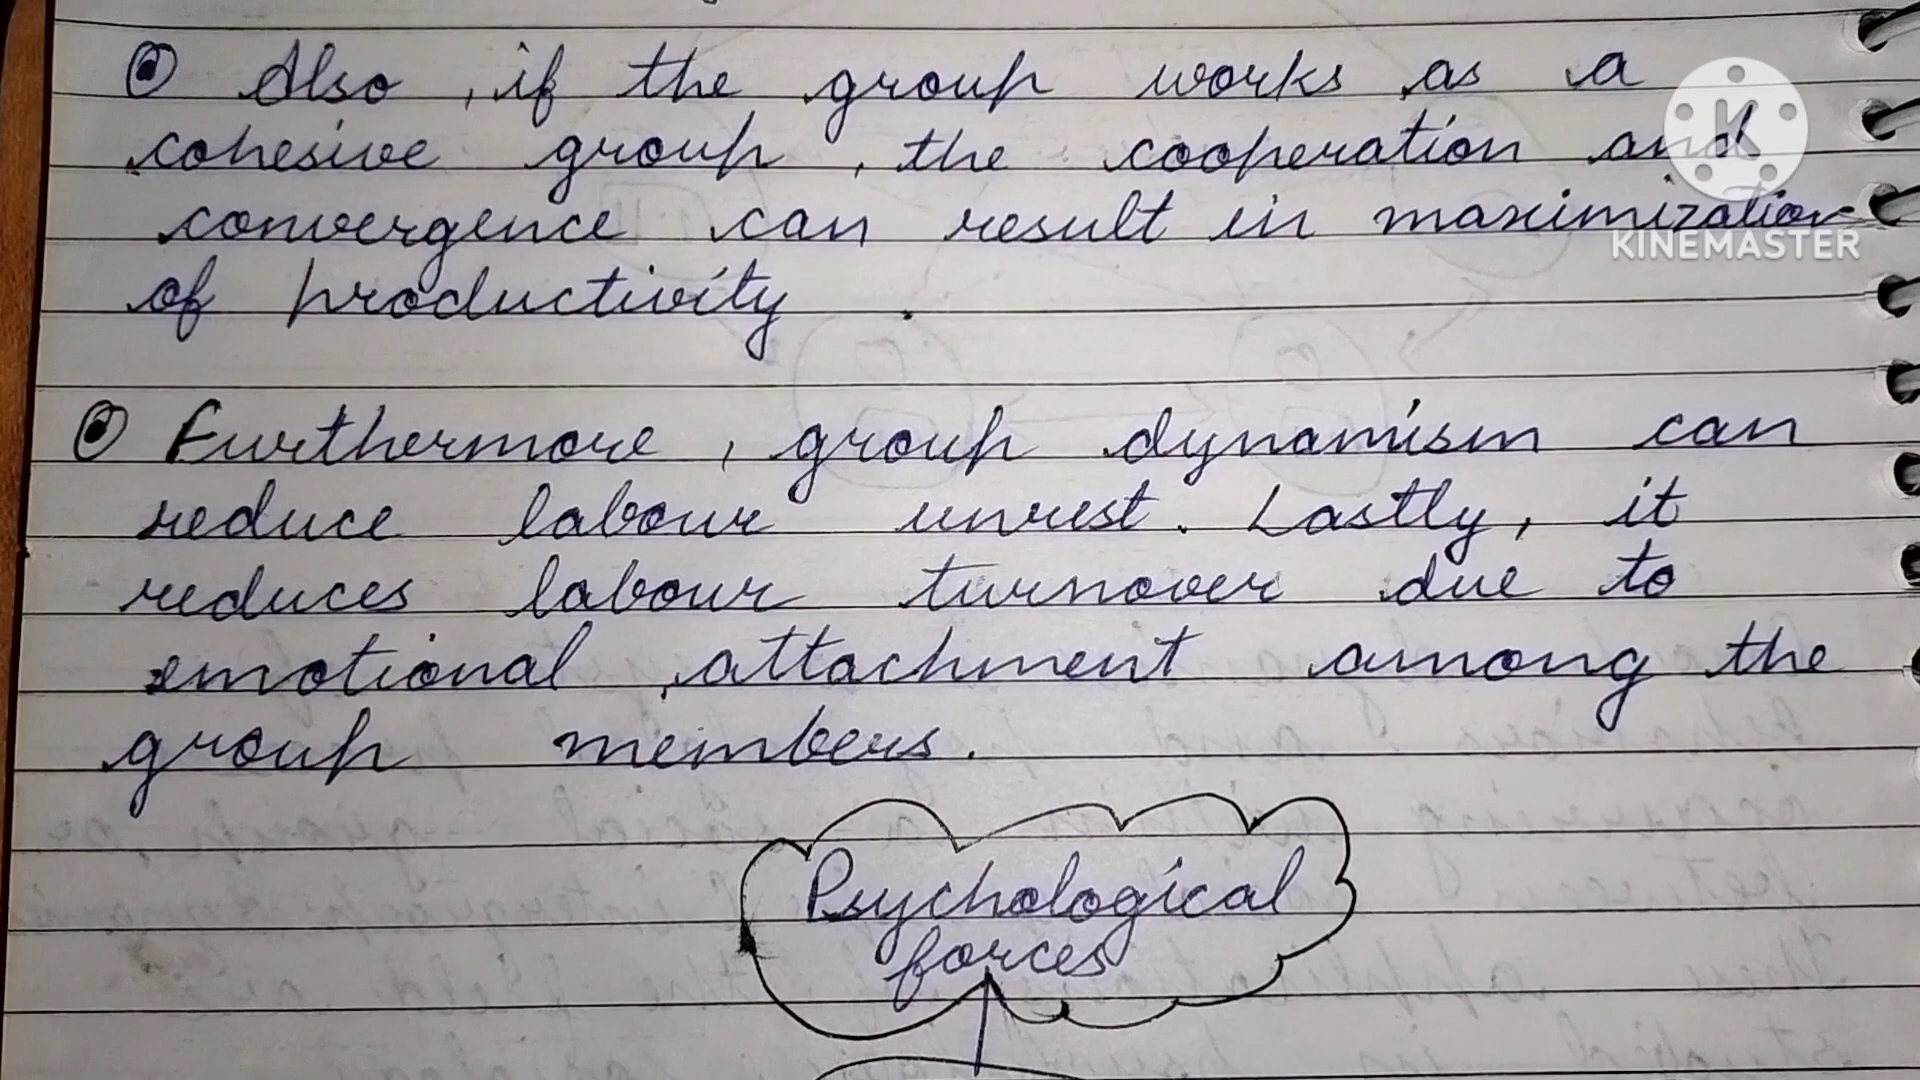 Also, if the group works as a
cohesive group, the cooperation and
convergence can result in maximization
KINEMASTER
of productivity.
Furthermore, group dynamism can
reduce labour unrest. Lastly, it
reduces labour turnover due to
emotional attachment among the
group members.
Psychological
forces